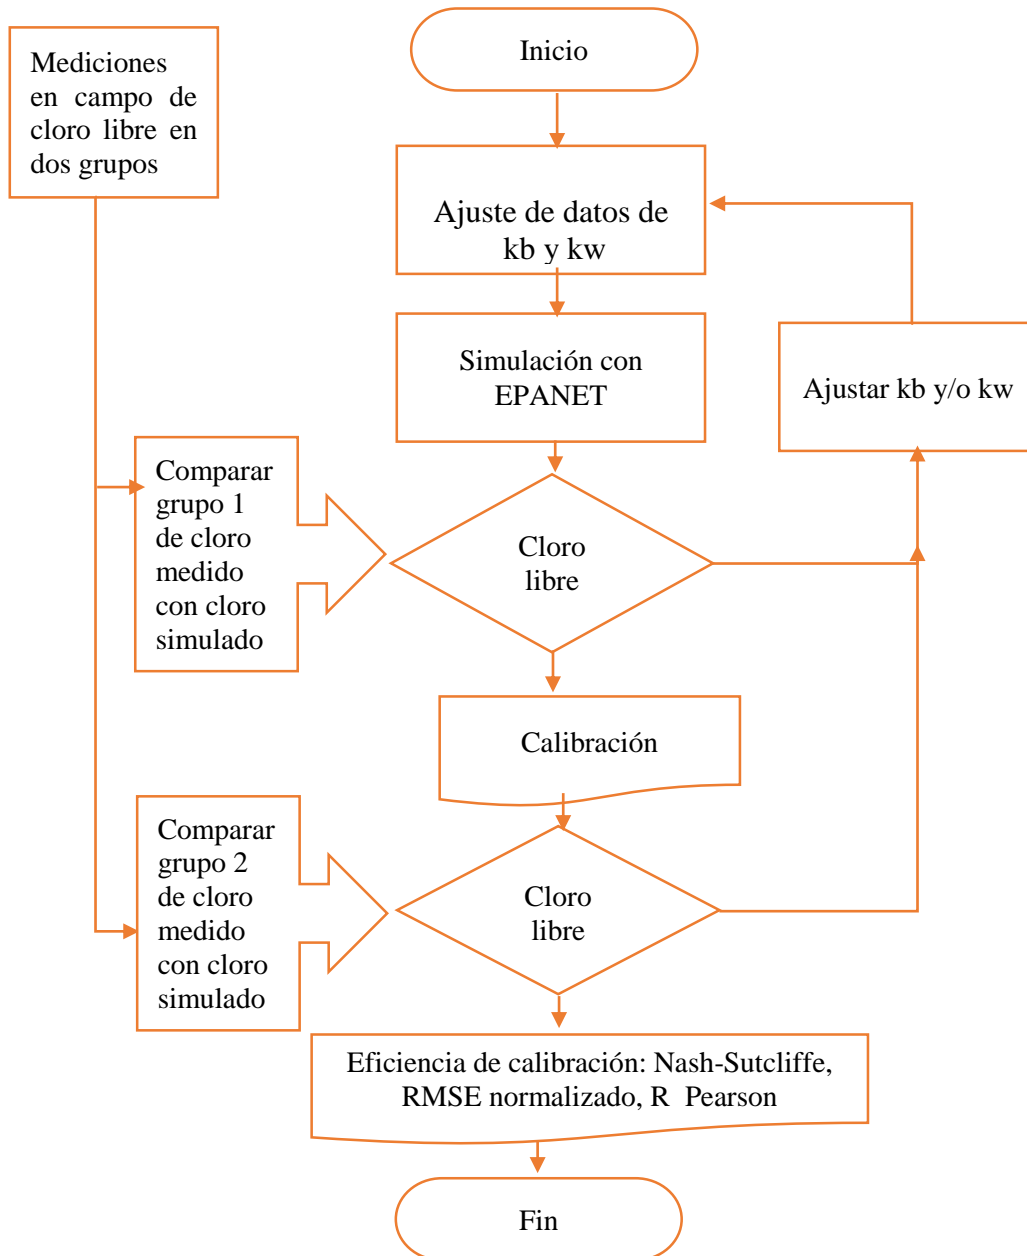 Inicio
Mediciones
en campo de
cloro libre en
dos grupos
Ajuste de datos de
kb y kw
Simulación con
EPANET
Ajustar kb y/o kw
Comparar
grupo 1
de cloro
medido
con cloro
simulado
Cloro
libre
Calibración
Comparar
grupo 2
de cloro
medido
con cloro
simulado
Cloro
libre
Eficiencia de calibración: Nash-Sutcliffe,
RMSE normalizado, R Pearson
Fin